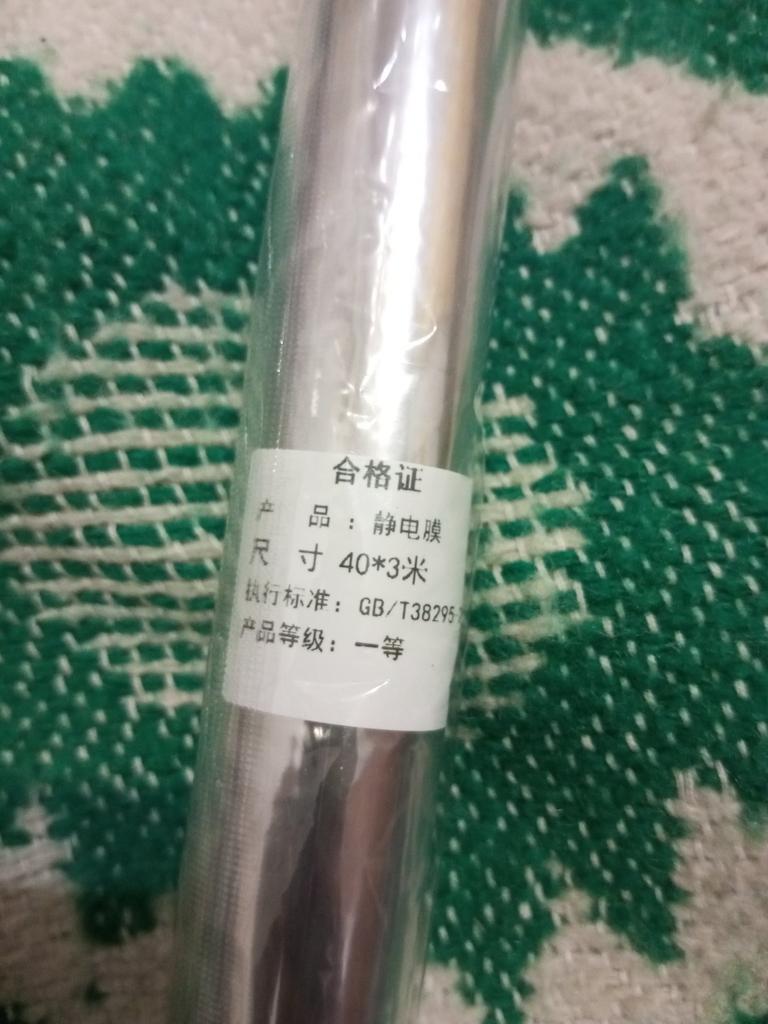 合格证
产 品 : 静电膜
尺 寸 40*3米
执行标准: GB/T38295-
产品等级: 一等